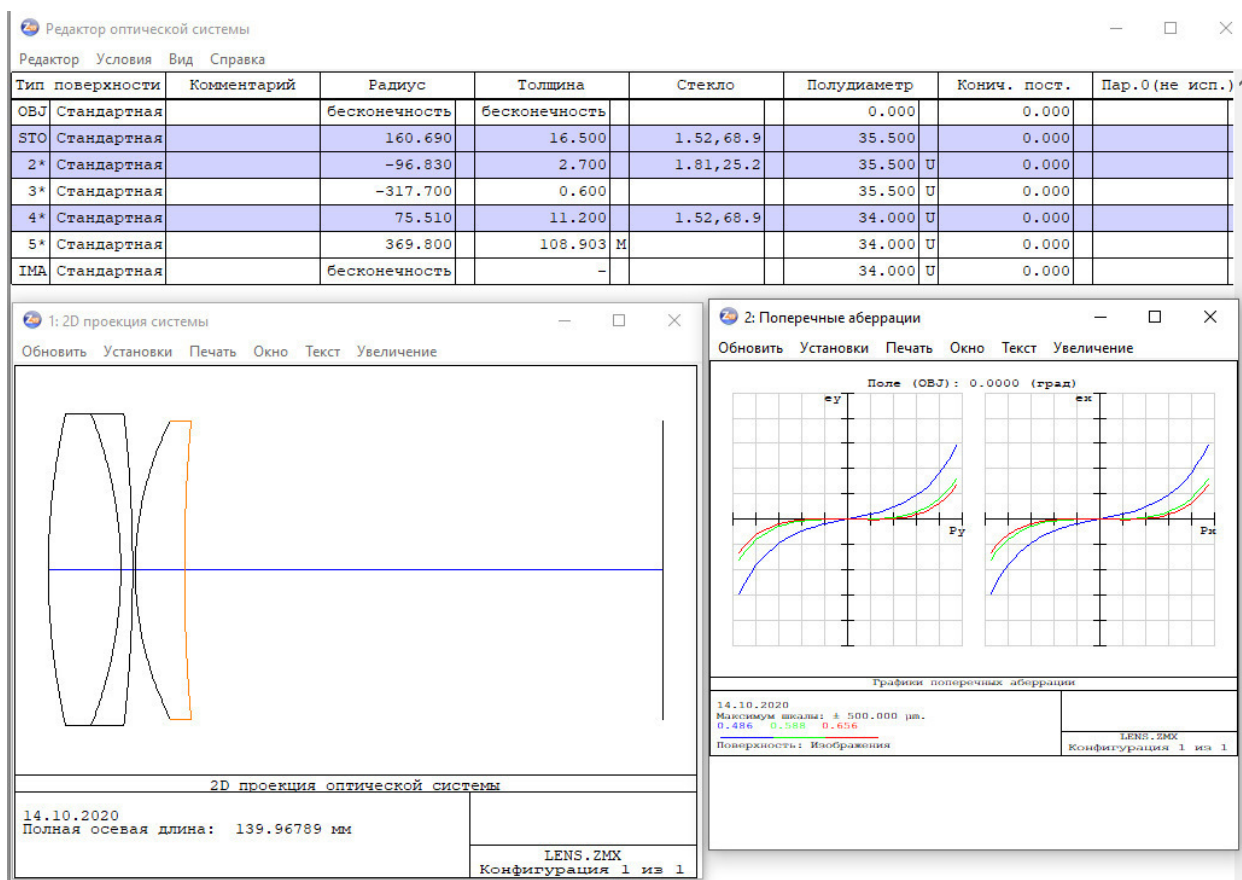 Редактор оптической системы
Редактор Условия Вид Справка
Тип поверхности Комментарий Радиус Толщина Стекло Полудиаметр Конич. пост. Пар.0(не исп.)
OBJ Стандартная бесконечность бесконечность 0.000 0.000
STO Стандартная 160.690 16.500 1.52,68.9 35.500 0.000
2* Стандартная -96.830 2.700 1.81,25.2 35.500 U 0.000
3* Стандартная -317.700 0.600 35.500 U 0.000
4* Стандартная 75.510 11.200 1.52,68.9 34.000 U 0.000
5* Стандартная 369.800 108.903 M 34.000 U 0.000
IMA Стандартная бесконечность - 34.000 U 0.000
1: 2D проекция системы
Обновить Установки Печать Окно Текст Увеличение
2D проекция оптической системы
14.10.2020
Полная осевая длина: 139.96789 мм
LENS.ZMX
Конфигурация 1 из 1
2: Поперечные аберрации
Обновить Установки Печать Окно Текст Увеличение
Поле (OBJ): 0.0000 (град)
ey ex
Py Px
Графики поперечных аберрации
14.10.2020
Максимум шкалы: ± 500.000 µm.
0.486 0.588 0.656
Поверхность: Изображения
LENS.ZMX
Конфигурация 1 из 1